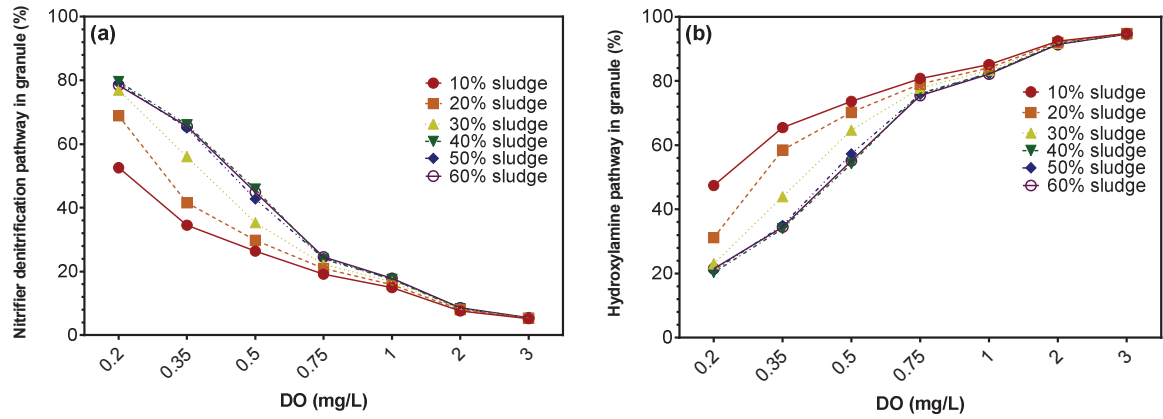 (a)
Nitrifier denitrification pathway in granule (%)
100
80
60
40
20
0
10% sludge
20% sludge
30% sludge
40% sludge
50% sludge
60% sludge
0.2
0.35
0.5
0.75
1
2
3
DO (mg/L)
(b)
Hydroxylamine pathway in granule (%)
100
80
60
40
20
0
10% sludge
20% sludge
30% sludge
40% sludge
50% sludge
60% sludge
0.2
0.35
0.5
0.75
1
2
3
DO (mg/L)